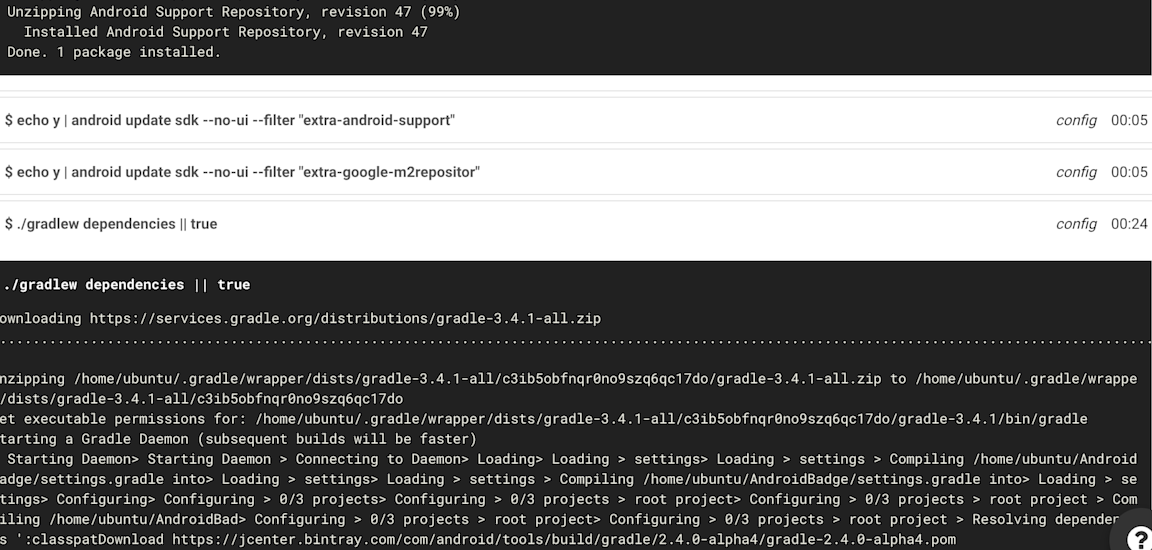 Unzipping Android Support Repository, revision 47 (99%)
Installed Android Support Repository, revision 47
Done. 1 package installed.
$ echo y | android update sdk --no-ui --filter "extra-android-support" config 00:05
$ echo y | android update sdk --no-ui --filter "extra-google-m2repositor" config 00:05
$ ./gradlew dependencies || true config 00:24
./gradlew dependencies || true
ownloading https://services.gradle.org/distributions/gradle-3.4.1-all.zip
....................................................................................................................................
nzipping /home/ubuntu/.gradle/wrapper/dists/gradle-3.4.1-all/c3ib5obfnqr0no9szq6qc17do/gradle-3.4.1-all.zip to /home/ubuntu/.gradle/wrappe
/dists/gradle-3.4.1-all/c3ib5obfnqr0no9szq6qc17do
et executable permissions for: /home/ubuntu/.gradle/wrapper/dists/gradle-3.4.1-all/c3ib5obfnqr0no9szq6qc17do/gradle-3.4.1/bin/gradle
tarting a Gradle Daemon (subsequent builds will be faster)
Starting Daemon> Starting Daemon > Connecting to Daemon> Loading> Loading > settings> Loading > settings > Compiling /home/ubuntu/Android
adge/settings.gradle into> Loading > settings> Loading > settings > Compiling /home/ubuntu/AndroidBadge/settings.gradle into> Loading > se
tings> Configuring> Configuring > 0/3 projects> Configuring > 0/3 projects > root project> Configuring > 0/3 projects > root project > Com
iling /home/ubuntu/AndroidBad> Configuring > 0/3 projects > root project> Configuring > 0/3 projects > root project > Resolving depender
s ':classpatDownload https://jcenter.bintray.com/com/android/tools/build/gradle/2.4.0-alpha4/gradle-2.4.0-alpha4.pom
?